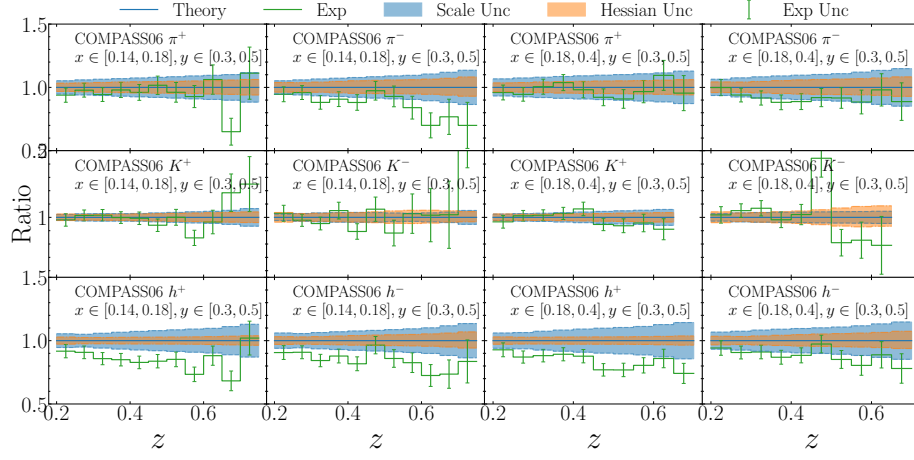 Theory Exp Scale Unc Hessian Unc Exp Unc
1.5
1.0
0.5
COMPASS06 π⁺
x ∈ [0.14, 0.18], y ∈ [0.3, 0.5]
COMPASS06 π⁻
x ∈ [0.14, 0.18], y ∈ [0.3, 0.5]
COMPASS06 π⁺
x ∈ [0.18, 0.4], y ∈ [0.3, 0.5]
COMPASS06 π⁻
x ∈ [0.18, 0.4], y ∈ [0.3, 0.5]
Ratio
2
1
COMPASS06 K⁺
x ∈ [0.14, 0.18], y ∈ [0.3, 0.5]
COMPASS06 K⁻
x ∈ [0.14, 0.18], y ∈ [0.3, 0.5]
COMPASS06 K⁺
x ∈ [0.18, 0.4], y ∈ [0.3, 0.5]
COMPASS06 K⁻
x ∈ [0.18, 0.4], y ∈ [0.3, 0.5]
1.5
1.0
0.5
COMPASS06 h⁺
x ∈ [0.14, 0.18], y ∈ [0.3, 0.5]
COMPASS06 h⁻
x ∈ [0.14, 0.18], y ∈ [0.3, 0.5]
COMPASS06 h⁺
x ∈ [0.18, 0.4], y ∈ [0.3, 0.5]
COMPASS06 h⁻
x ∈ [0.18, 0.4], y ∈ [0.3, 0.5]
0.2 0.4 0.6 0.2 0.4 0.6 0.2 0.4 0.6 0.2 0.4 0.6
z z z z